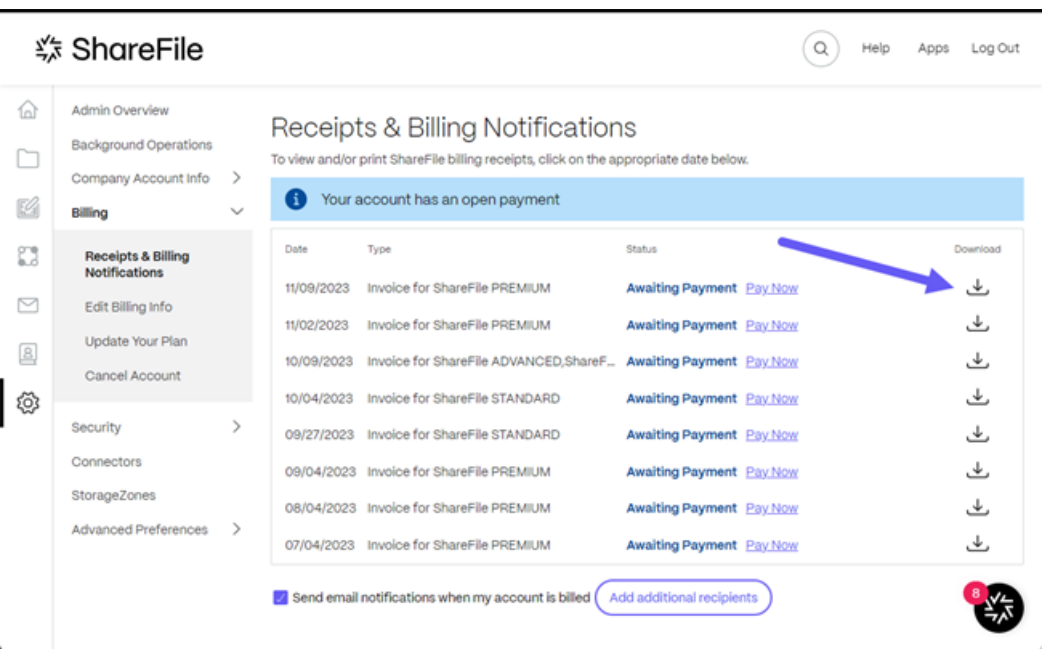 ShareFile
Help Apps Log Out
Admin Overview
Background Operations
Company Account Info
Billing
Receipts & Billing
Notifications
Edit Billing Info
Update Your Plan
Cancel Account
Security
Connectors
StorageZones
Advanced Preferences
Receipts & Billing Notifications
To view and/or print ShareFile billing receipts, click on the appropriate date below.
Your account has an open payment
Date Type Status Download
11/09/2023 Invoice for ShareFile PREMIUM Awaiting Payment Pay Now
11/02/2023 Invoice for ShareFile PREMIUM Awaiting Payment Pay Now
10/09/2023 Invoice for ShareFile ADVANCED,ShareF... Awaiting Payment Pay Now
10/04/2023 Invoice for ShareFile STANDARD Awaiting Payment Pay Now
09/27/2023 Invoice for ShareFile STANDARD Awaiting Payment Pay Now
09/04/2023 Invoice for ShareFile PREMIUM Awaiting Payment Pay Now
08/04/2023 Invoice for ShareFile PREMIUM Awaiting Payment Pay Now
07/04/2023 Invoice for ShareFile PREMIUM Awaiting Payment Pay Now
Send email notifications when my account is billed Add additional recipients
8